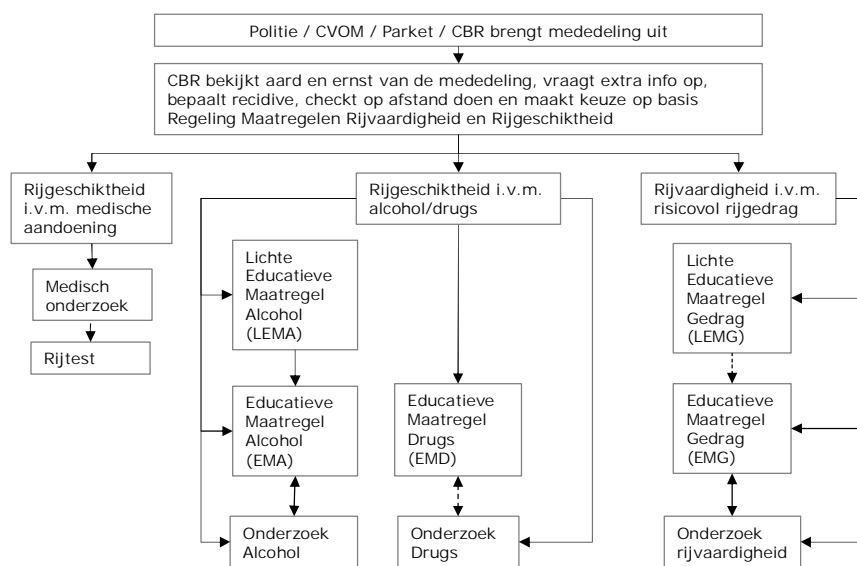 Politie / CVOM / Parket / CBR brengt mededeling uit
CBR bekijkt aard en ernst van de mededeling, vraagt extra info op,
bepaalt recidive, checkt op afstand doen en maakt keuze op basis
Regeling Maatregelen Rijvaardigheid en Rijgeschiktheid
Rijgeschiktheid
i.v.m. medische
aandoening
Medisch
onderzoek
Rijtest
Rijgeschiktheid i.v.m.
alcohol/drugs
Lichte
Educatieve
Maatregel
Alcohol
(LEMA)
Educatieve
Maatregel
Alcohol
(EMA)
Onderzoek
Alcohol
Educatieve
Maatregel
Drugs
(EMD)
Onderzoek
Drugs
Rijvaardigheid i.v.m.
risicovol rijgedrag
Lichte
Educatieve
Maatregel
Gedrag
(LEMG)
Educatieve
Maatregel
Gedrag
(EMG)
Onderzoek
rijvaardigheid